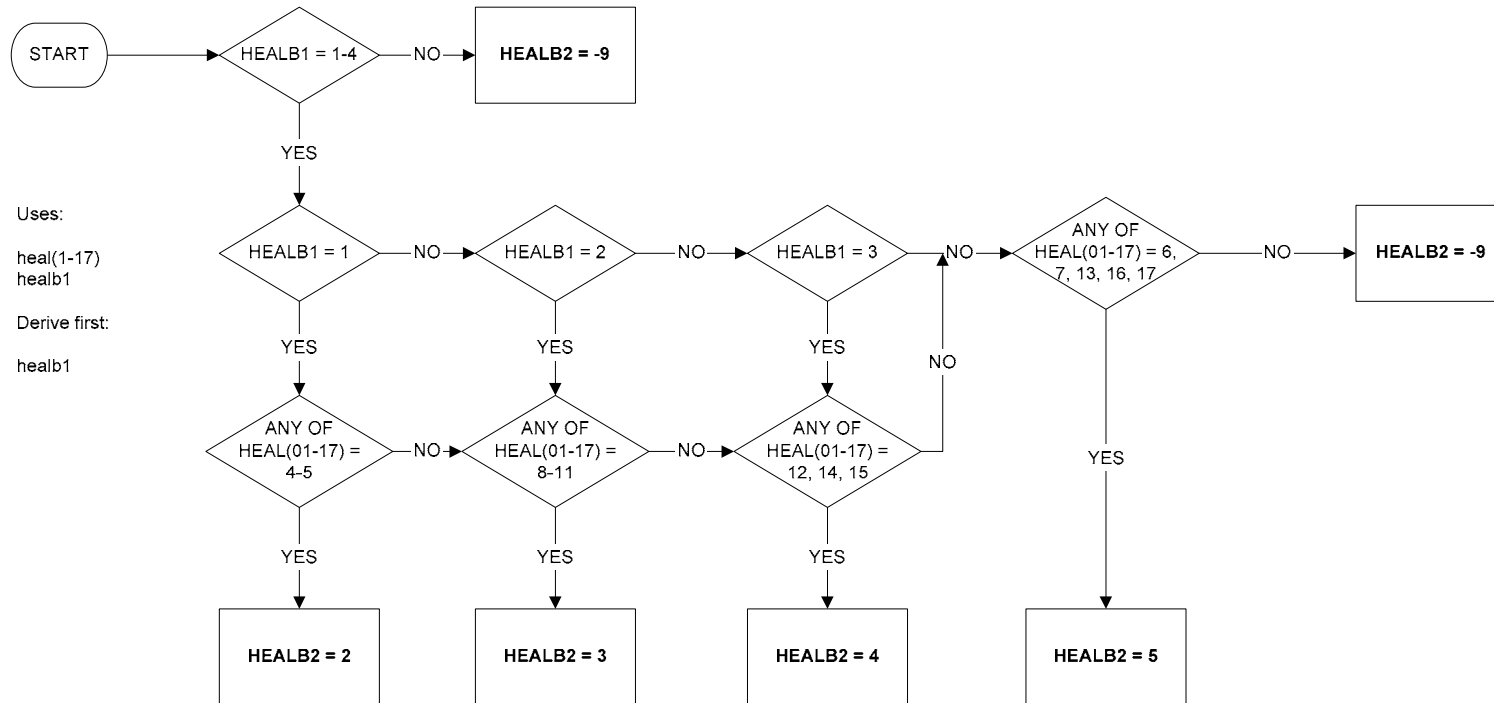 START
HEALB1 = 1-4
NO
HEALB2 = -9
YES
Uses:
heal(1-17)
healb1
Derive first:
healb1
HEALB1 = 1
NO
HEALB1 = 2
NO
HEALB1 = 3
NO
ANY OF
HEAL(01-17) = 6,
7, 13, 16, 17
NO
HEALB2 = -9
YES
YES
YES
NO
ANY OF
HEAL(01-17) =
4-5
NO
ANY OF
HEAL(01-17) =
8-11
NO
ANY OF
HEAL(01-17) =
12, 14, 15
YES
YES
YES
YES
HEALB2 = 2
HEALB2 = 3
HEALB2 = 4
HEALB2 = 5